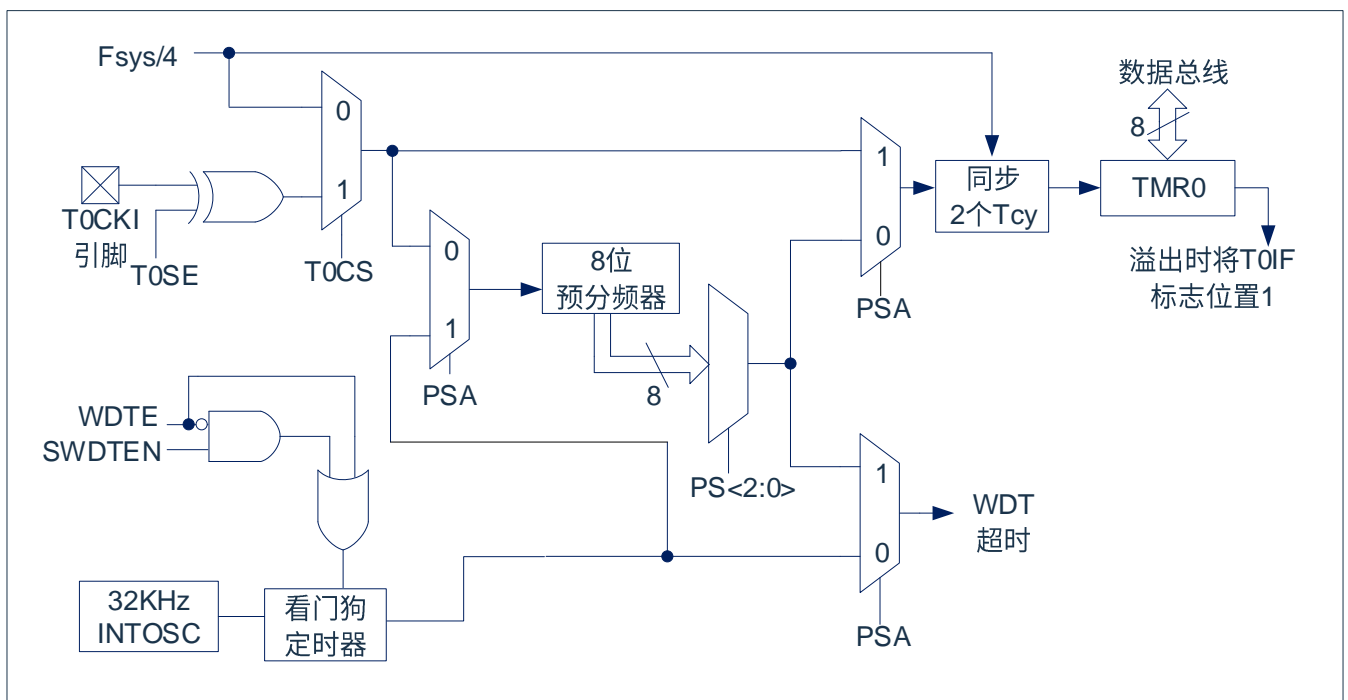 Fsys/4
数据总线
0
8
1
1
同步
2个Tcy
TMR0
T0CKI
引脚
T0SE
T0CS
0
8位
预分频器
0
溢出时将T0IF
标志位置1
PSA
1
8
PSA
WDTE
SWDTEN
PS<2:0>
1
WDT
超时
0
32KHz
INTOSC
看门狗
定时器
PSA